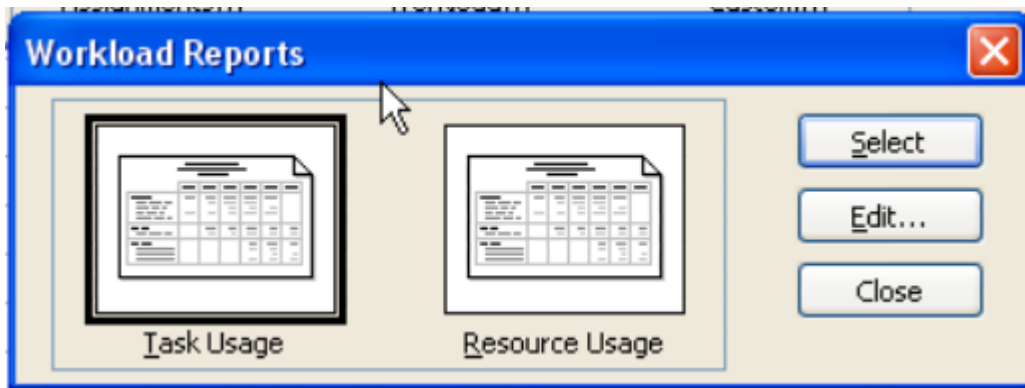 Workload Reports
Select
Edit...
Close
Task Usage
Resource Usage